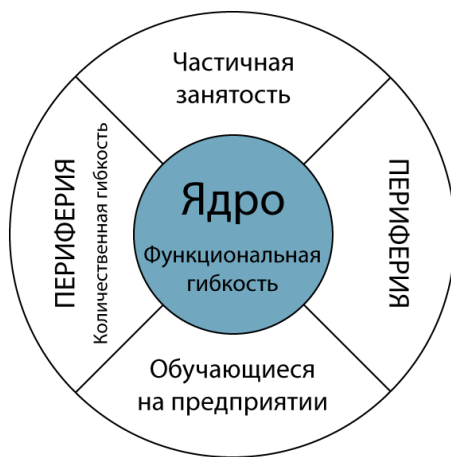 Частичная
занятость
ПЕРИФЕРИЯ
Количественная гибкость
Ядро
Функциональная
гибкость
ПЕРИФЕРИЯ
Обучающиеся
на предприятии